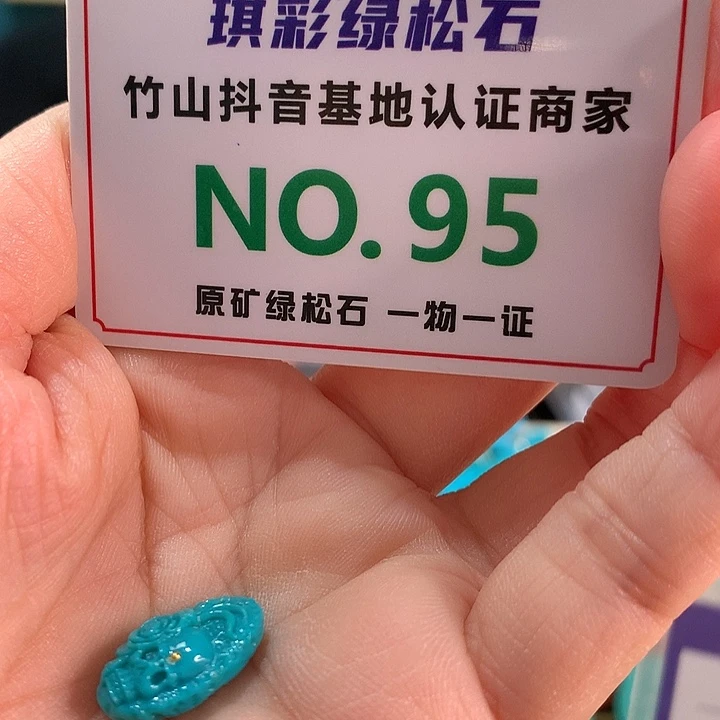 琪彩绿松石
竹山抖音基地认证商家
NO.95
原矿绿松石 一物一证